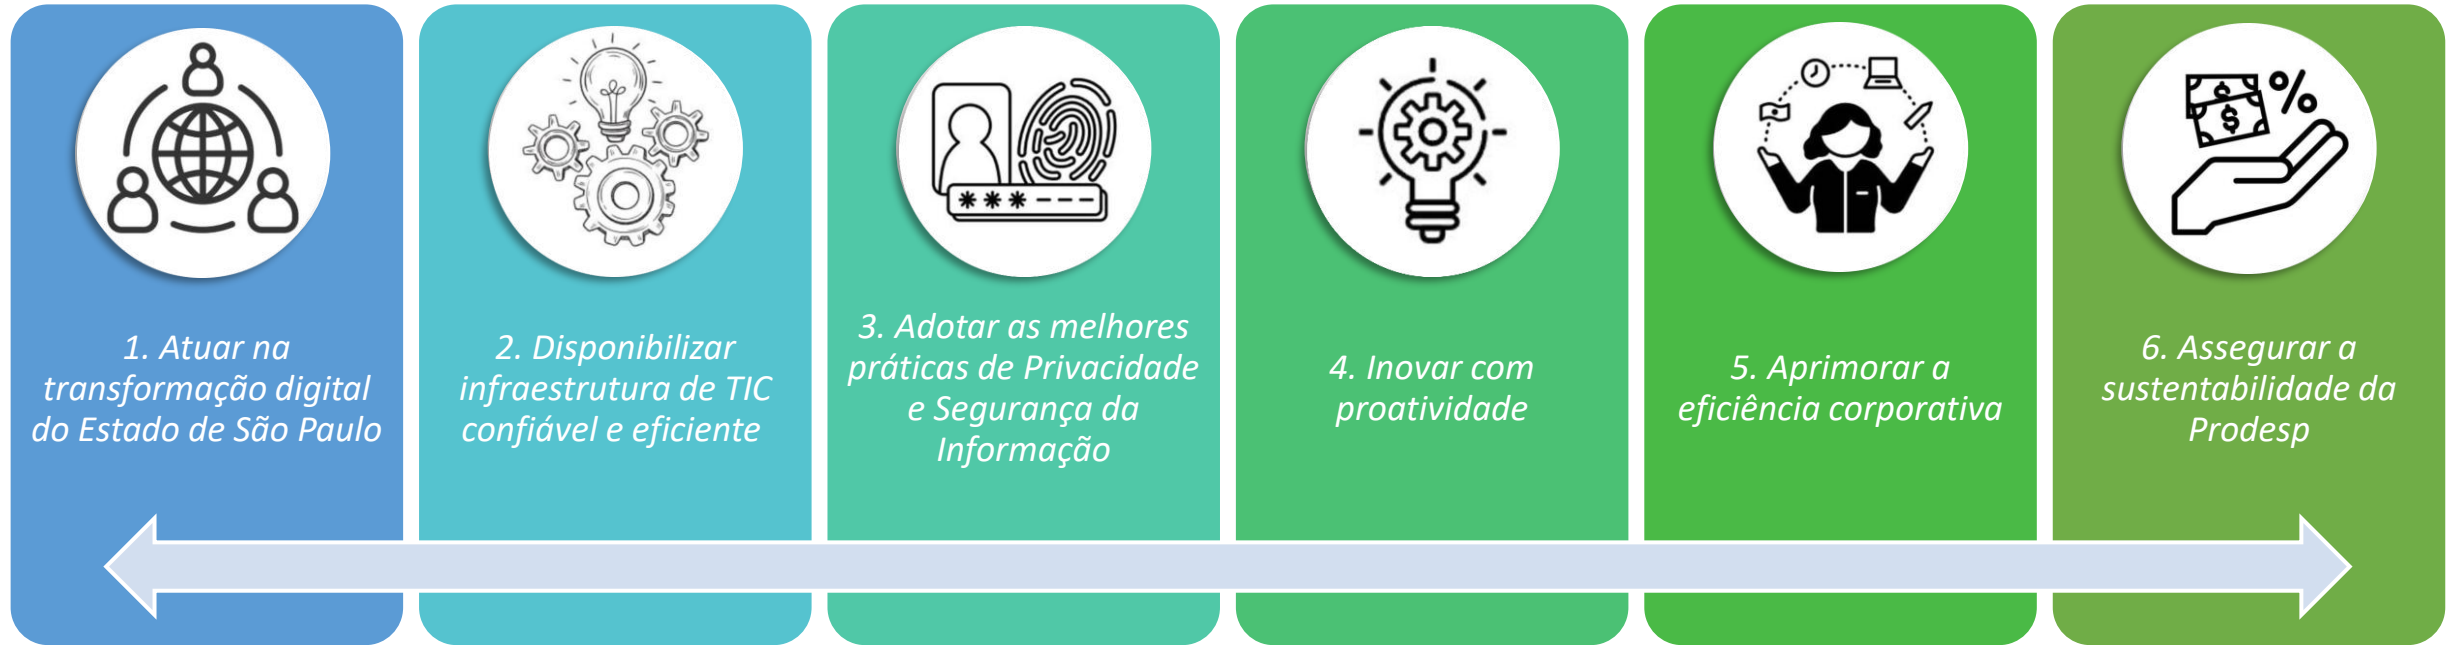 1. Atuar na
transformação digital
do Estado de São Paulo
2. Disponibilizar
infraestrutura de TIC
confiável e eficiente
3. Adotar as melhores
práticas de Privacidade
e Segurança da
Informação
4. Inovar com
proatividade
5. Aprimorar a
eficiência corporativa
6. Assegurar a
sustentabilidade da
Prodesp